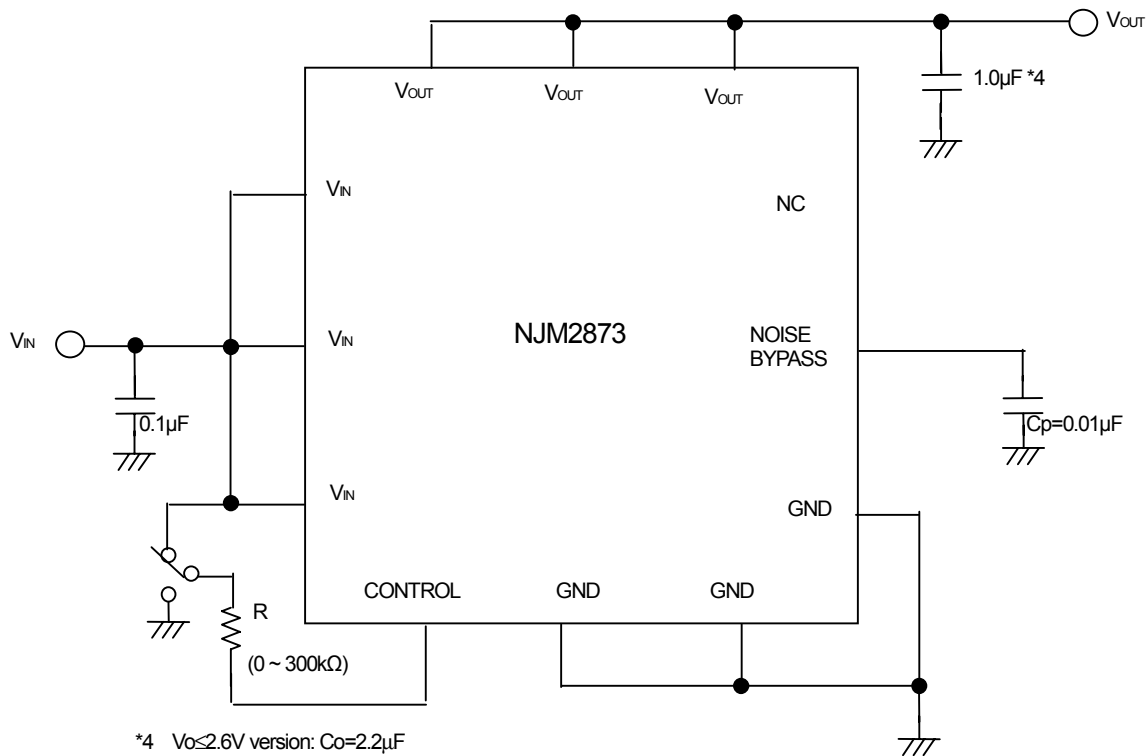 VOUT
1.0µF *4
VOUT VOUT VOUT
VIN
NC
VIN
VIN
NJM2873
NOISE
BYPASS
0.1µF
Cp=0.01µF
VIN
GND
CONTROL GND GND
R
(0 ~ 300kΩ)
*4 Vo≤2.6V version: Co=2.2µF